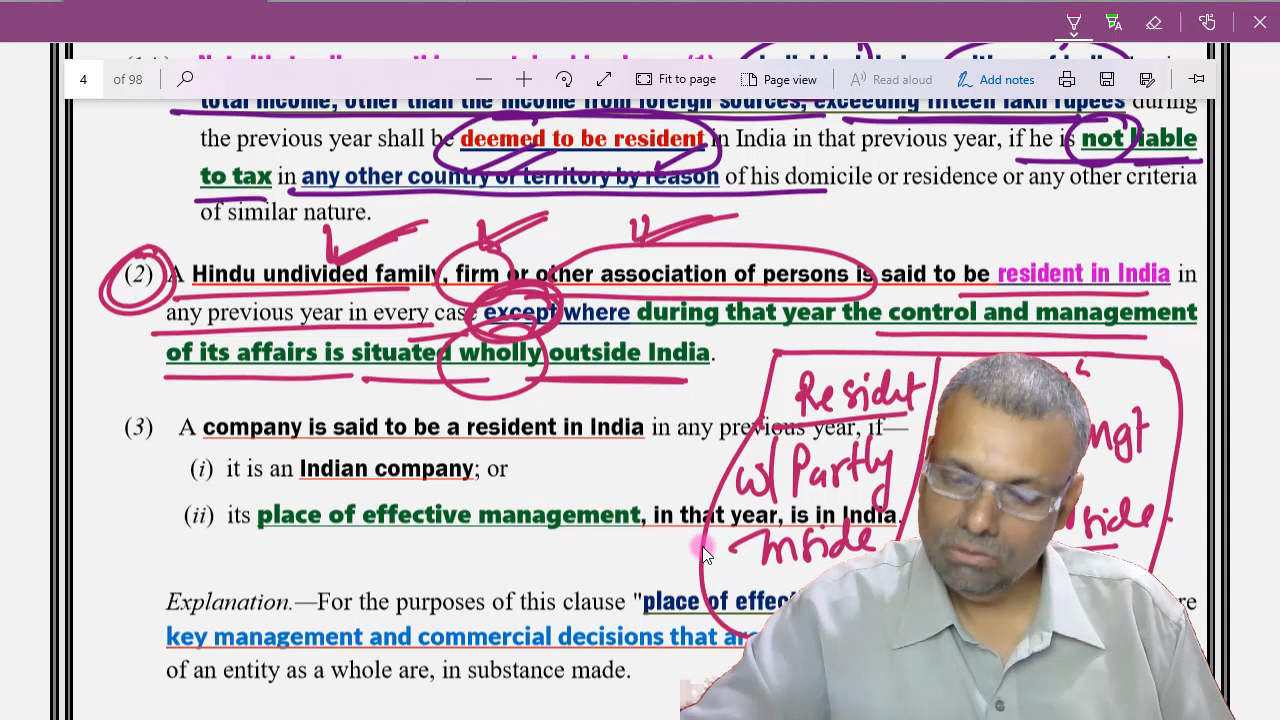 4 of 98 Fit to page Page view Read aloud Add notes
total income, other than the income from foreign sources, exceeding fifteen lakh rupees during
the previous year shall be deemed to be resident in India in that previous year, if he is not liable
to tax in any other country or territory by reason of his domicile or residence or any other criteria
of similar nature.
(2) A Hindu undivided family, firm or other association of persons is said to be resident in India in
any previous year in every case except where during that year the control and management
of its affairs is situated wholly outside India.
(3) A company is said to be a resident in India in any previous year, if—
(i) it is an Indian company; or
(ii) its place of effective management, in that year, is in India.
Resident
w/ Partly
Inside
Explanation.—For the purposes of this clause "place of
key management and commercial decisions that are
of an entity as a whole are, in substance made.